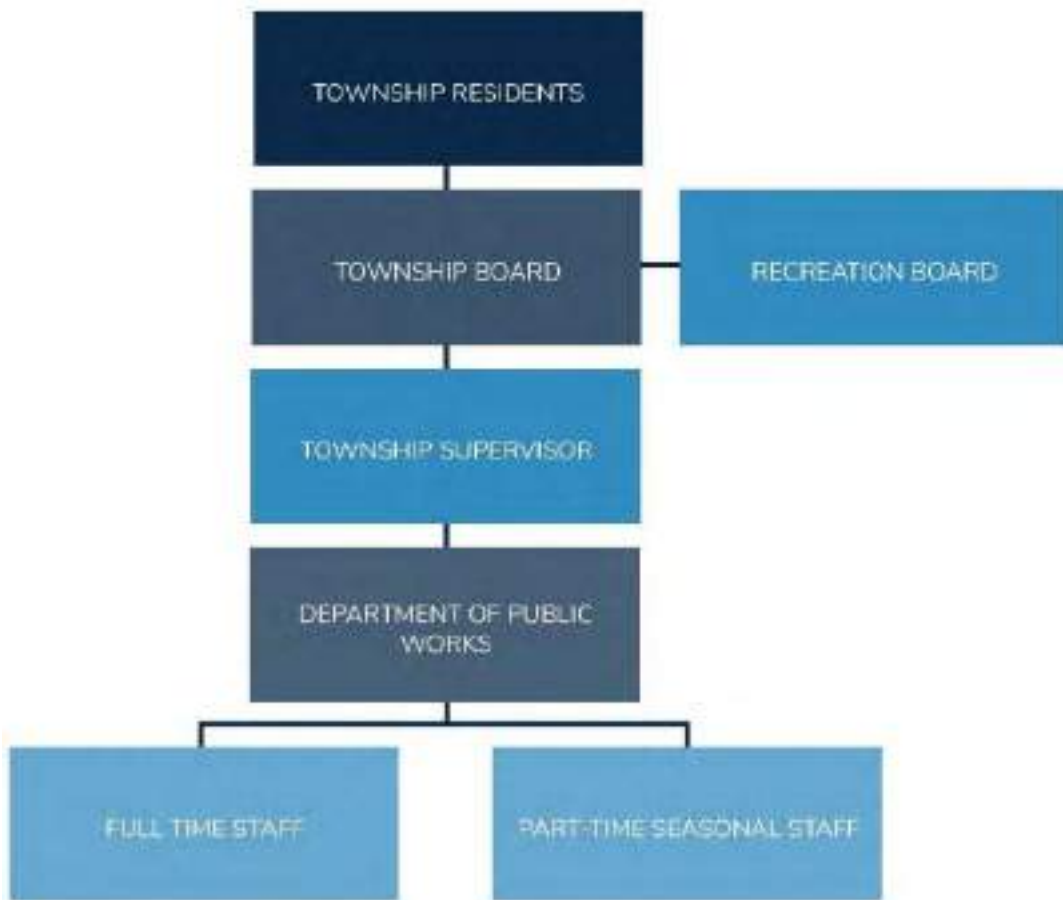 TOWNSHIP RESIDENTS
TOWNSHIP BOARD
RECREATION BOARD
TOWNSHIP SUPERVISOR
DEPARTMENT OF PUBLIC
WORKS
FULL TIME STAFF
PART-TIME SEASONAL STAFF